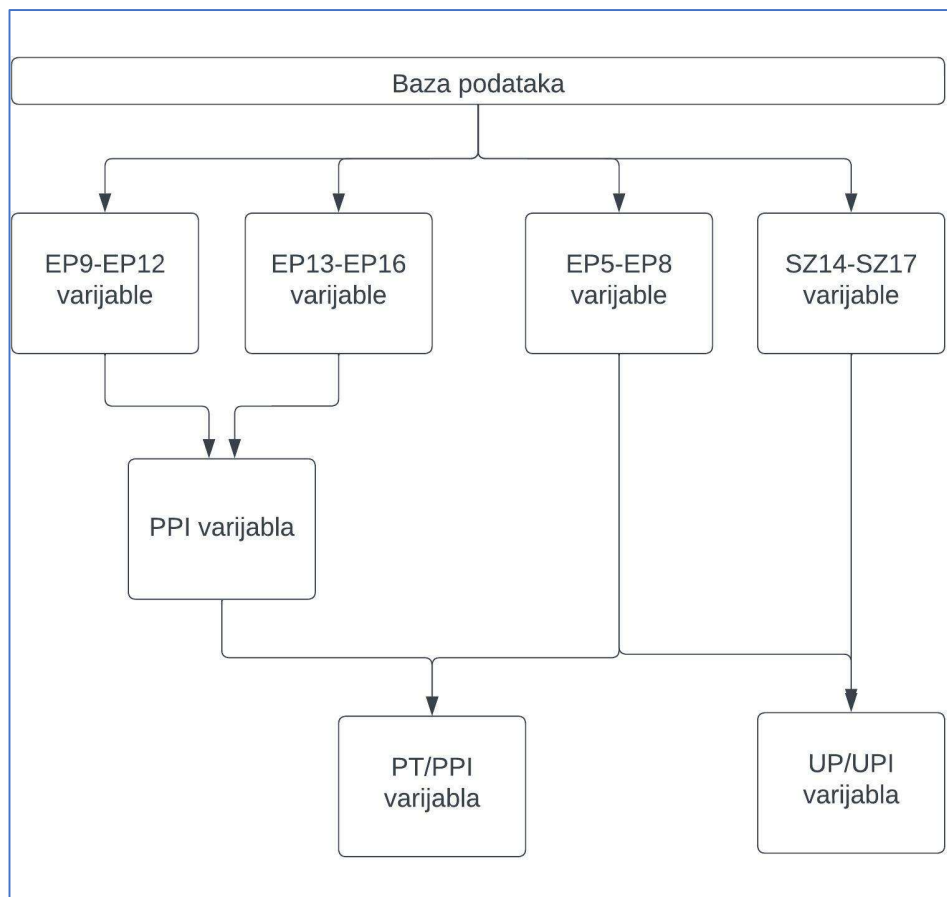 Baza podataka
EP9-EP12
varijable
EP13-EP16
varijable
EP5-EP8
varijable
SZ14-SZ17
varijable
PPI varijabla
PT/PPI
varijabla
UP/UPI
varijabla